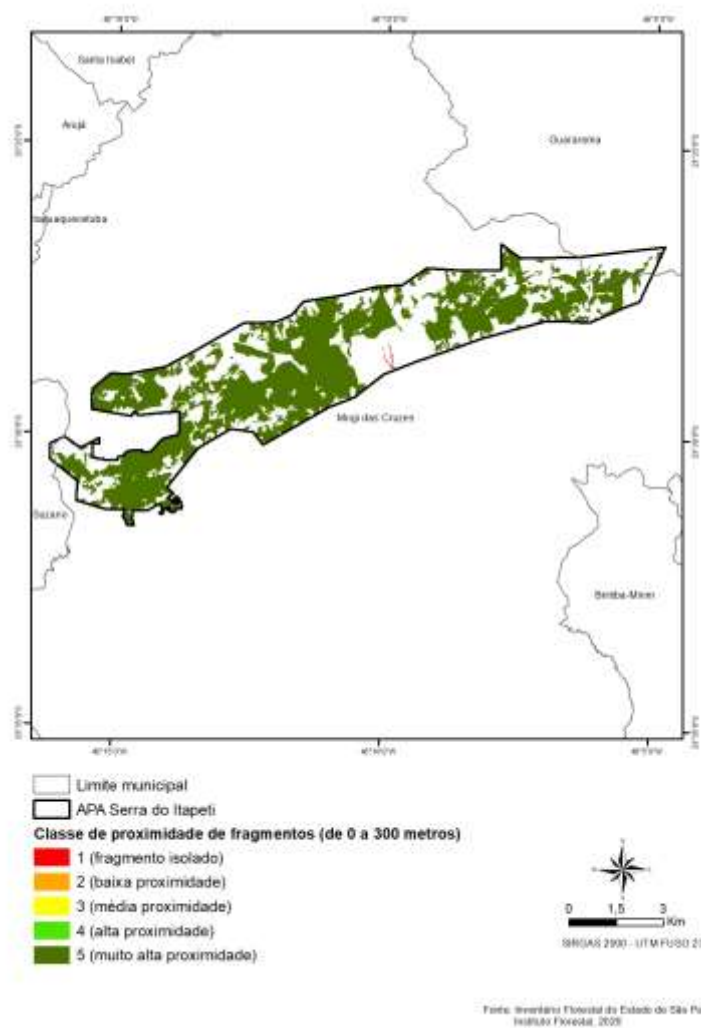 Santa Isabel
Arujá
Guararema
Itaquaquecetuba
Mogi das Cruzes
Suzano
Biritiba-Mirim
Limite municipal
APA Serra do Itapeti
Classe de proximidade de fragmentos (de 0 a 300 metros)
1 (fragmento isolado)
2 (baixa proximidade)
3 (média proximidade)
4 (alta proximidade)
5 (muito alta proximidade)
0 1,5 3
Km
SIRGAS 2000 - UTM FUSO 23
Fonte: Inventário Florestal do Estado de São Pa
Instituto Florestal, 2020